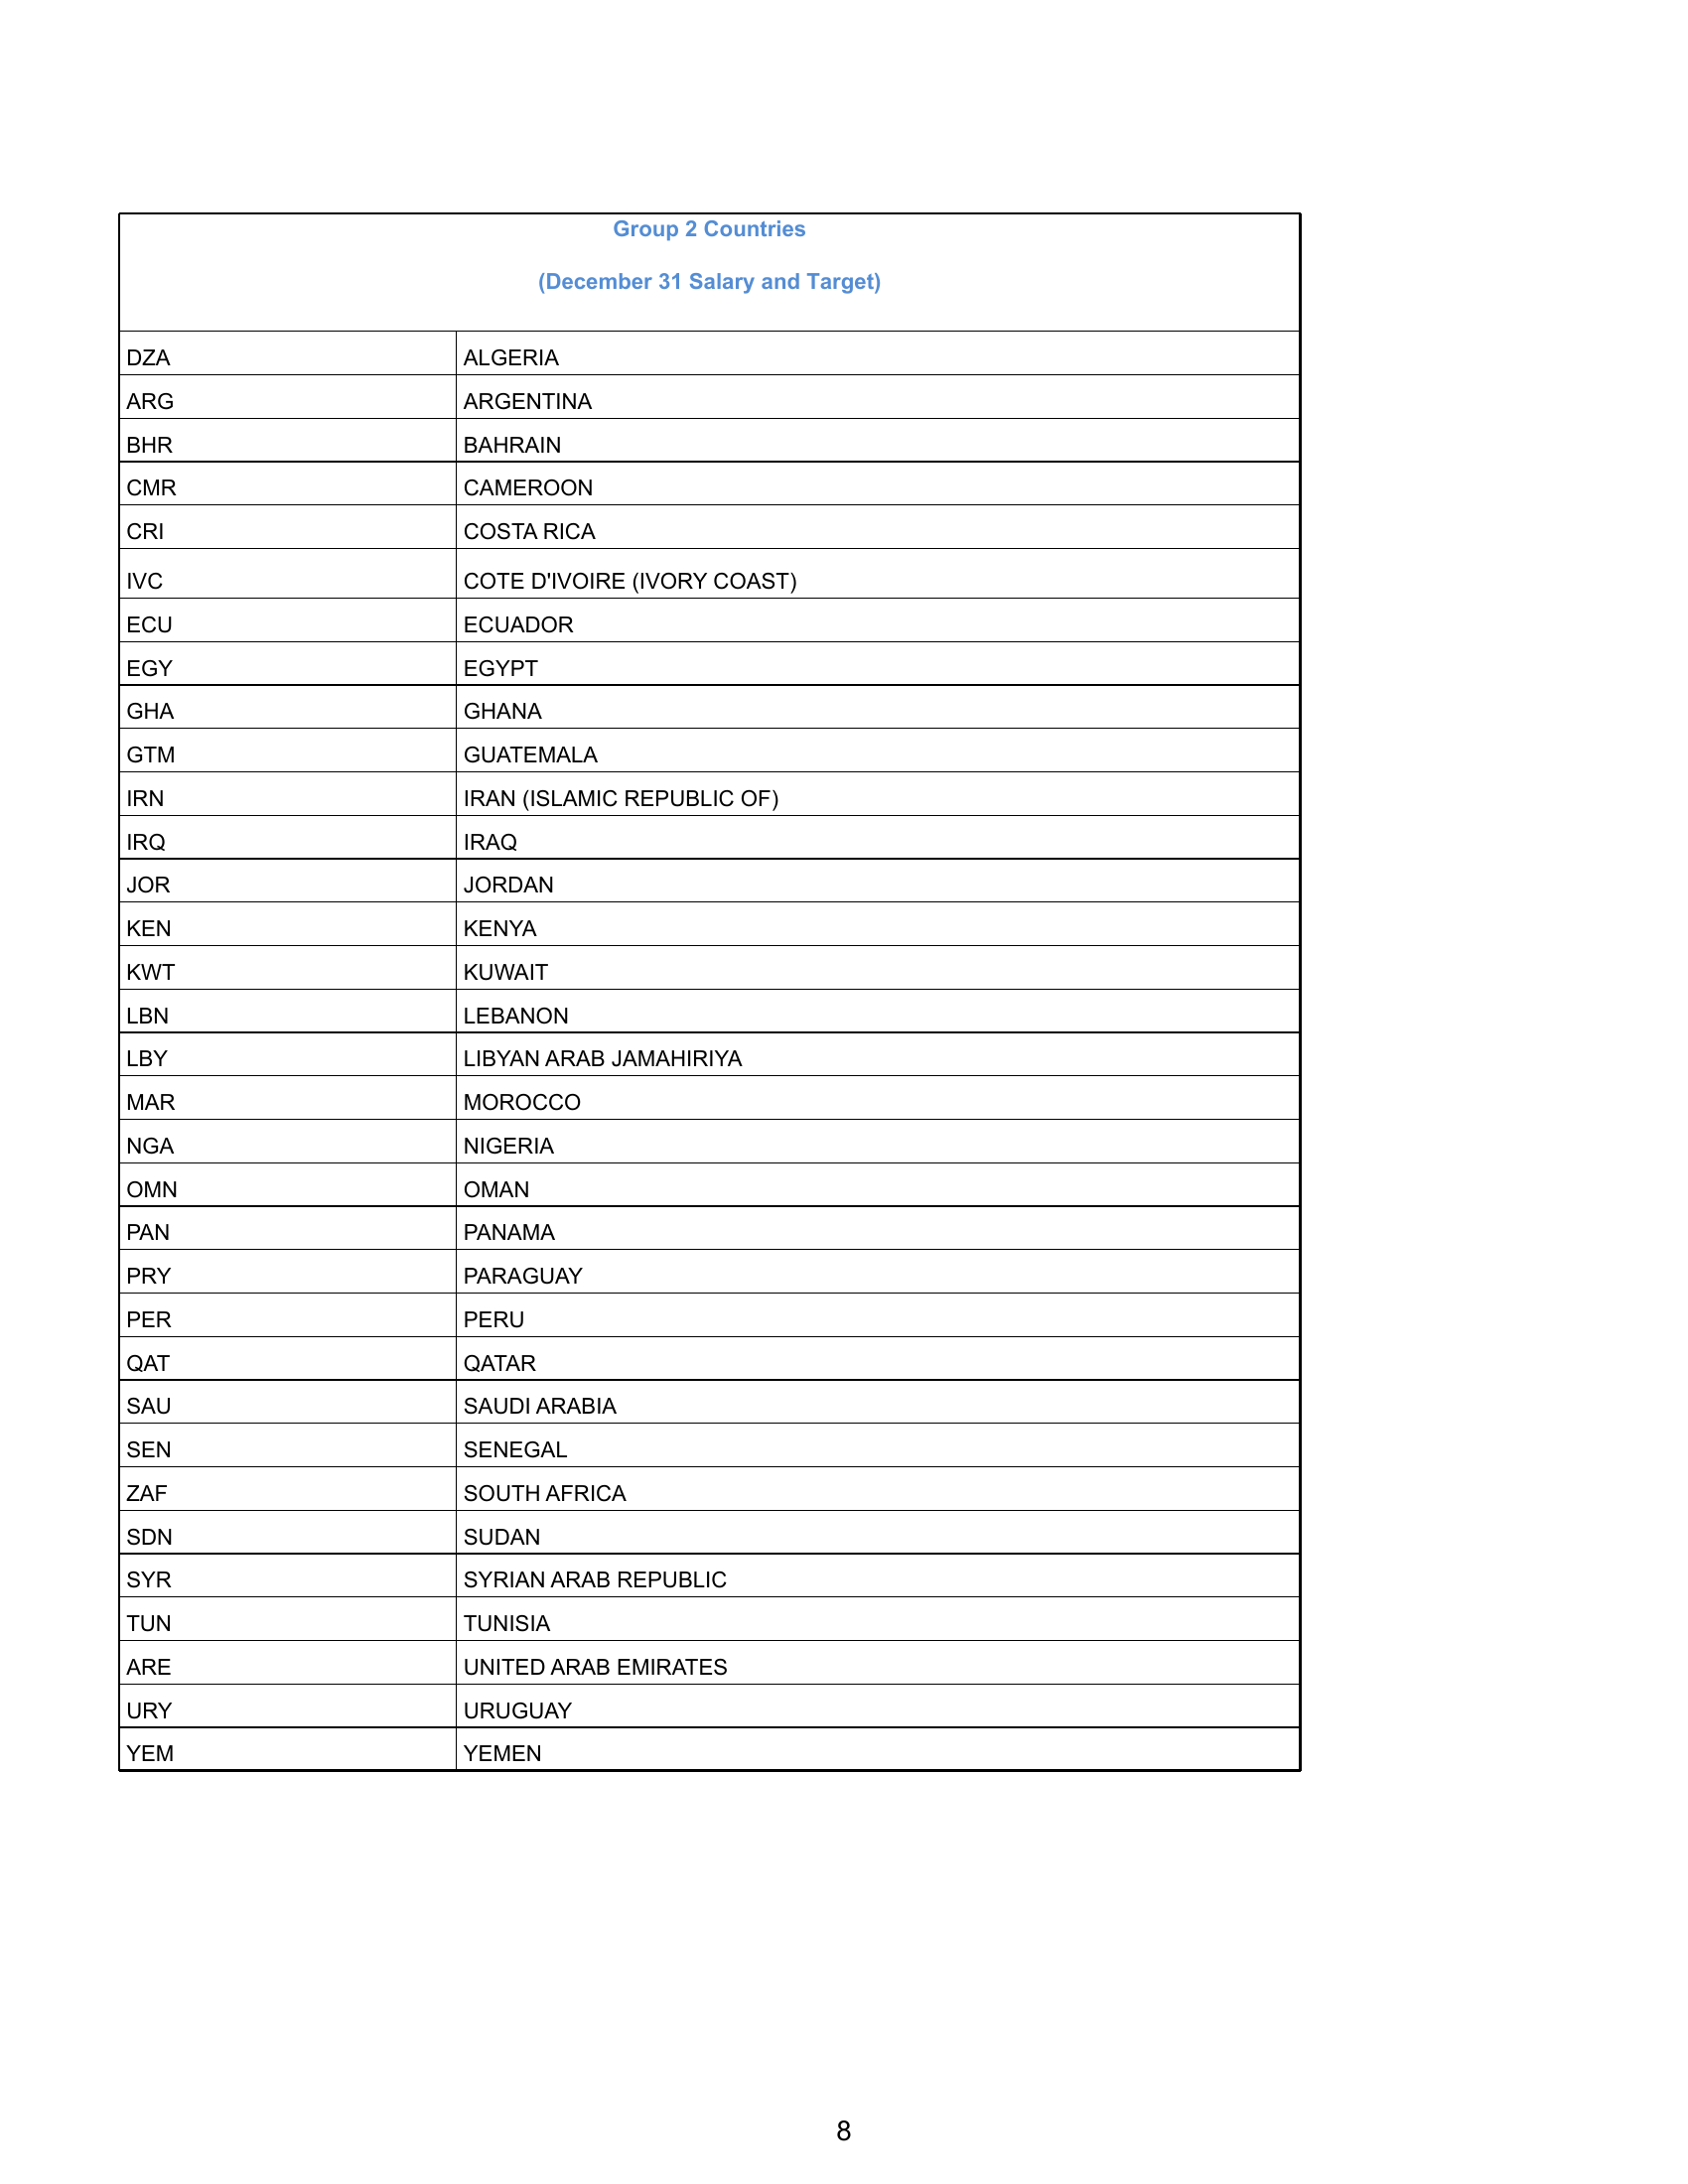 Group 2 Countries
(December 31 Salary and Target)
DZA ALGERIA
ARG ARGENTINA
BHR BAHRAIN
CMR CAMEROON
CRI COSTA RICA
IVC COTE D'IVOIRE (IVORY COAST)
ECU ECUADOR
EGY EGYPT
GHA GHANA
GTM GUATEMALA
IRN IRAN (ISLAMIC REPUBLIC OF)
IRQ IRAQ
JOR JORDAN
KEN KENYA
KWT KUWAIT
LBN LEBANON
LBY LIBYAN ARAB JAMAHIRIYA
MAR MOROCCO
NGA NIGERIA
OMN OMAN
PAN PANAMA
PRY PARAGUAY
PER PERU
QAT QATAR
SAU SAUDI ARABIA
SEN SENEGAL
ZAF SOUTH AFRICA
SDN SUDAN
SYR SYRIAN ARAB REPUBLIC
TUN TUNISIA
ARE UNITED ARAB EMIRATES
URY URUGUAY
YEM YEMEN
8